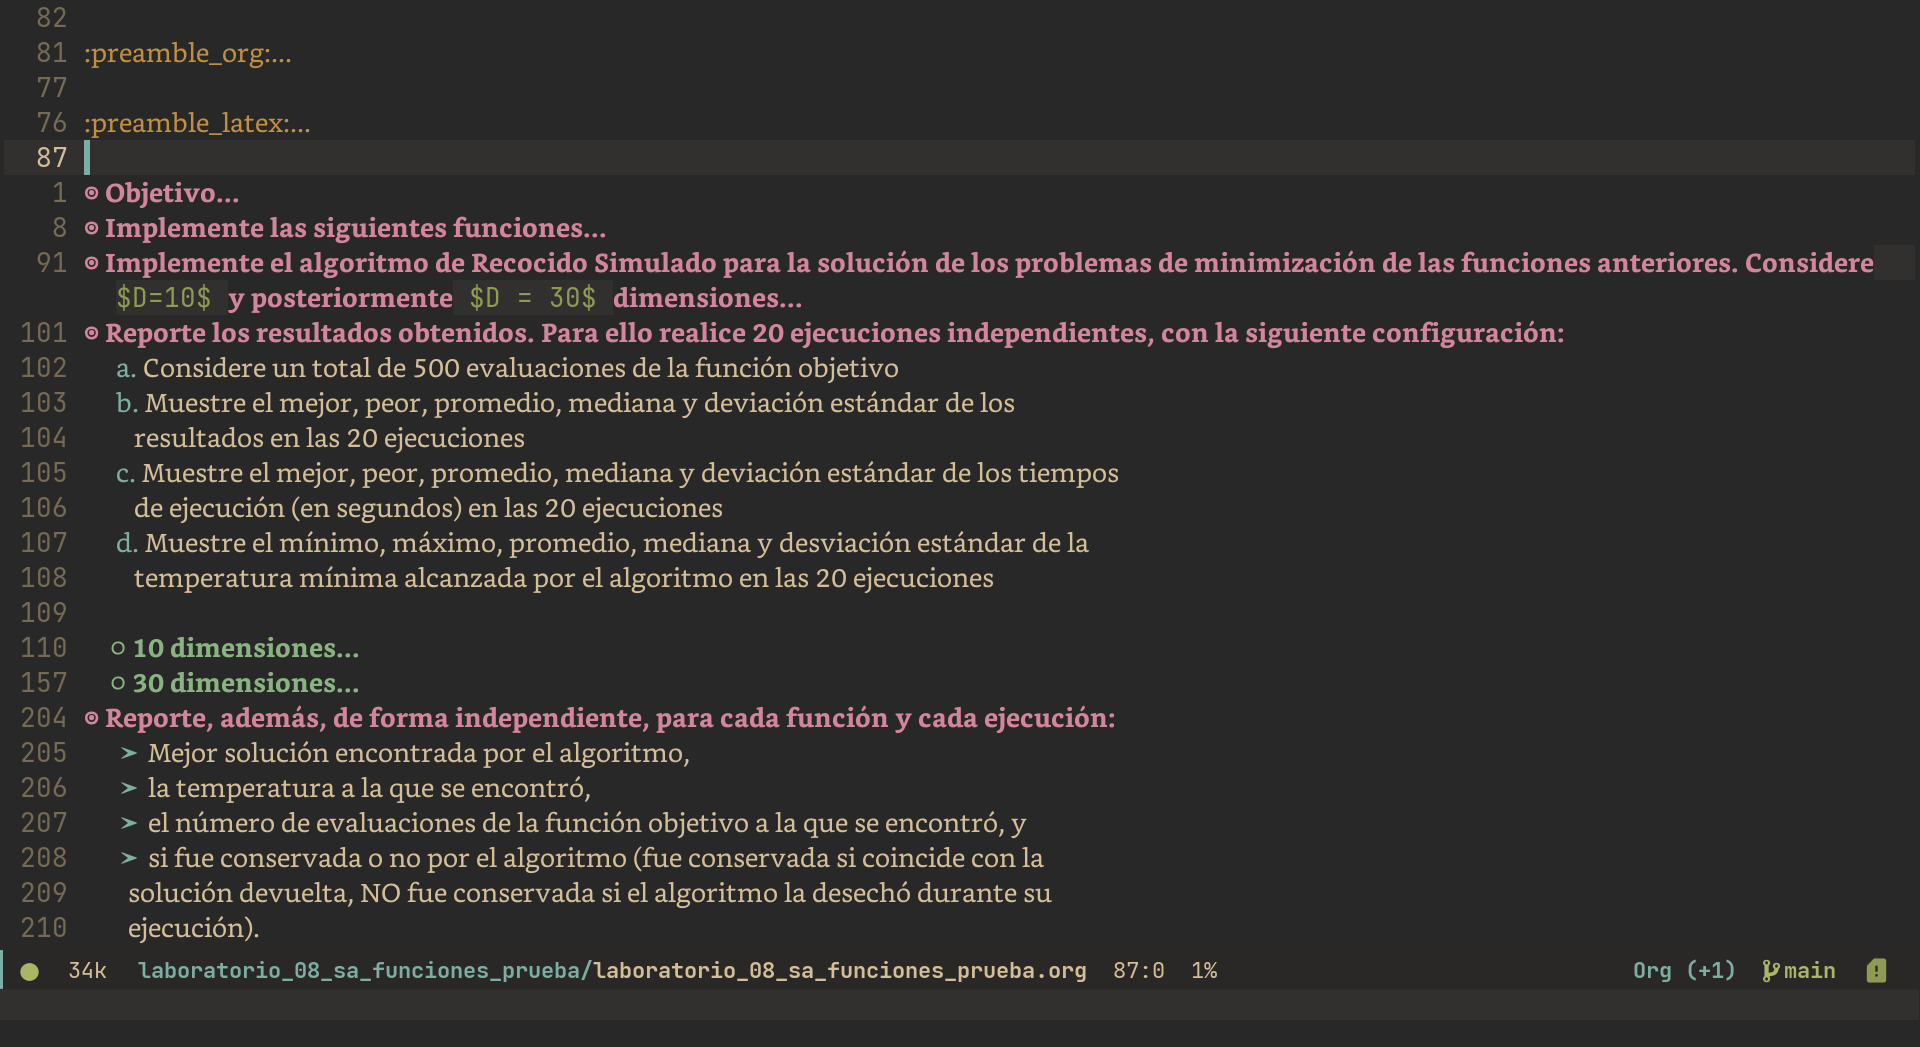 82
81 :preamble_org:...
77
76 :preamble_latex:...
87
1 Objetivo...
8 Implemente las siguientes funciones...
91 Implemente el algoritmo de Recocido Simulado para la solución de los problemas de minimización de las funciones anteriores. Considere
$D=10$ y posteriormente $D = 30$ dimensiones...
101 Reporte los resultados obtenidos. Para ello realice 20 ejecuciones independientes, con la siguiente configuración:
102 a. Considere un total de 500 evaluaciones de la función objetivo
103 b. Muestre el mejor, peor, promedio, mediana y deviación estándar de los
104 resultados en las 20 ejecuciones
105 c. Muestre el mejor, peor, promedio, mediana y deviación estándar de los tiempos
106 de ejecución (en segundos) en las 20 ejecuciones
107 d. Muestre el mínimo, máximo, promedio, mediana y desviación estándar de la
108 temperatura mínima alcanzada por el algoritmo en las 20 ejecuciones
109
110 10 dimensiones...
157 30 dimensiones...
204 Reporte, además, de forma independiente, para cada función y cada ejecución:
205 ➤ Mejor solución encontrada por el algoritmo,
206 ➤ la temperatura a la que se encontró,
207 ➤ el número de evaluaciones de la función objetivo a la que se encontró, y
208 ➤ si fue conservada o no por el algoritmo (fue conservada si coincide con la
209 solución devuelta, NO fue conservada si el algoritmo la desechó durante su
210 ejecución).
34k laboratorio_08_sa_funciones_prueba/laboratorio_08_sa_funciones_prueba.org 87:0 1% Org (+1) main